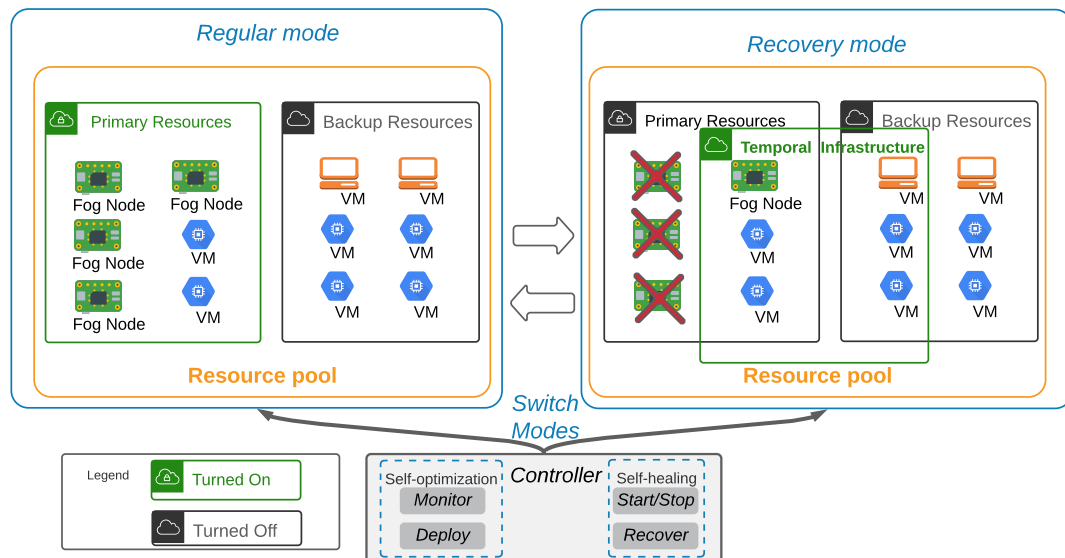 Regular mode
Primary Resources
Fog Node
Fog Node
Fog Node
VM
Fog Node
VM
Backup Resources
VM
VM
VM
VM
VM
VM
Resource pool
Recovery mode
Primary Resources
Backup Resources
Temporal Infrastructure
Fog Node
VM
VM
VM
VM
VM
VM
VM
VM
Resource pool
Switch
Modes
Legend
Turned On
Turned Off
Controller
Self-optimization
Monitor
Deploy
Self-healing
Start/Stop
Recover